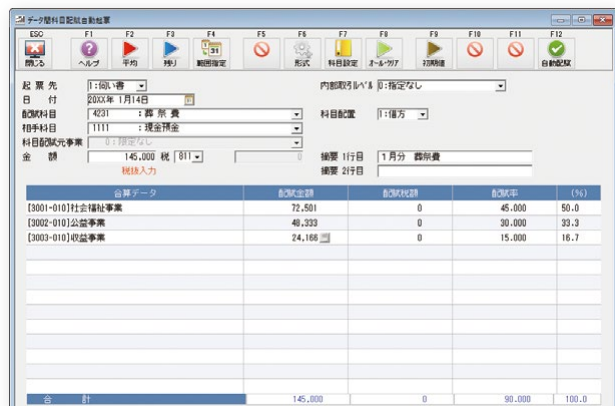 データ間科目配賦自動起票
ESC F1 F2 F3 F4 F5 F6 F7 F8 F9 F10 F11 F12
閉じる ヘルプ 平均 残り 範囲指定 形式 科目設定 オールクリア 初期値 自動配賦
起票先 1:伺い書 内部取引レベル 0:指定なし
日付 20XX年 1月14日
配賦科目 4231 :葬祭費 科目配置 1:借方
相手科目 1111 :現金預金
科目配賦元事業 0:限定なし
金額 145,000 税 811 0 摘要 1行目 1月分 葬祭費
税抜入力 摘要 2行目
合算データ 配賦金額 配賦税額 配賦率 (%)
[3001-010]社会福祉事業 72,501 0 45.000 50.0
[3002-010]公益事業 48,333 0 30.000 33.3
[3003-010]収益事業 24,166 0 15.000 16.7
合計 145,000 0 90.000 100.0